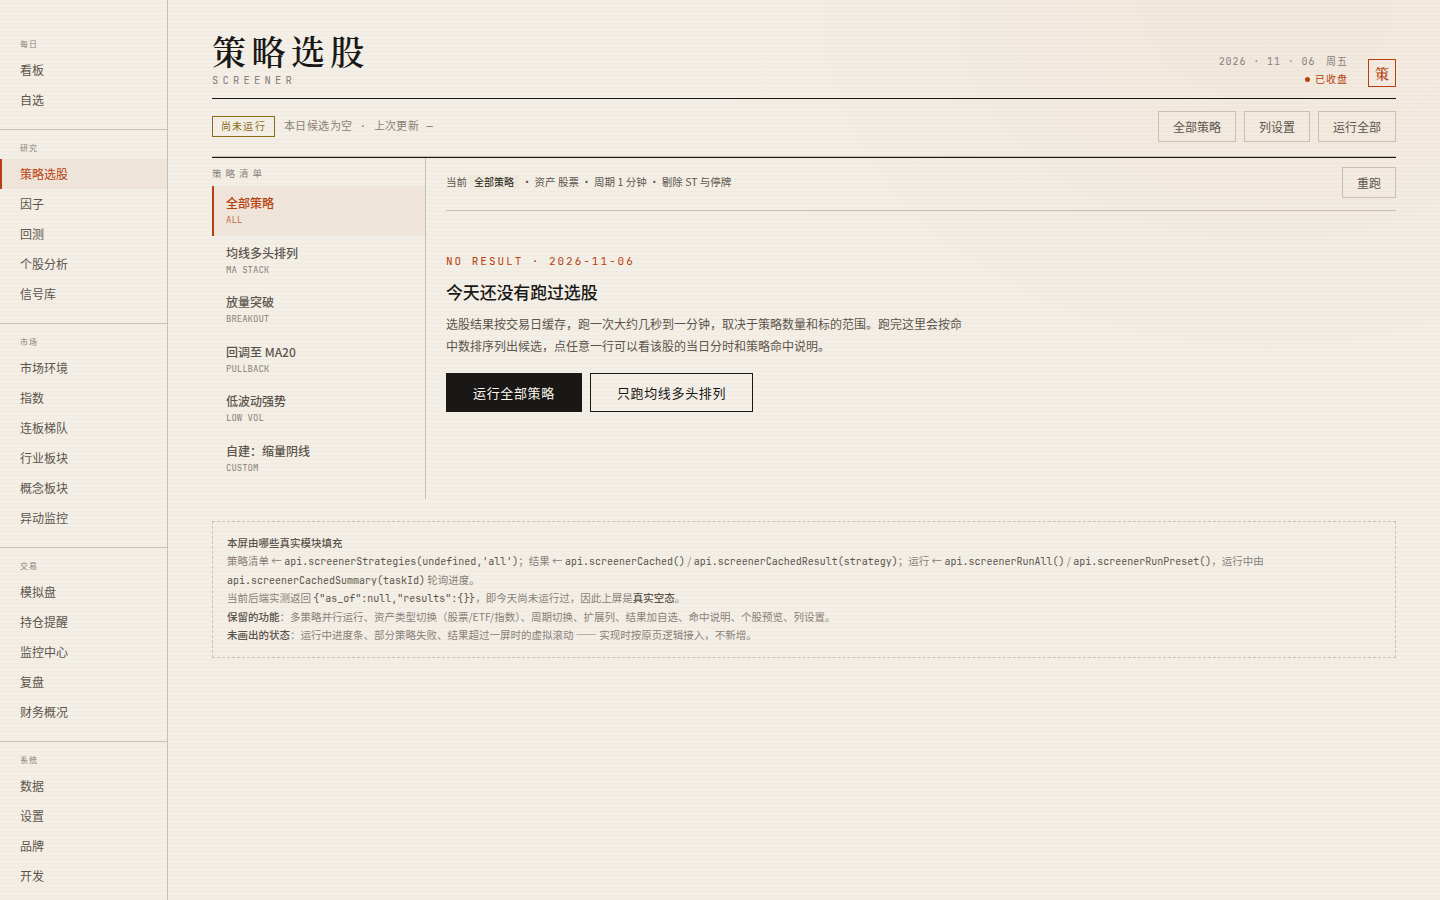 每日
看板
自选
研究
策略选股
因子
回测
个股分析
信号库
市场
市场环境
指数
连板梯队
行业板块
概念板块
异动监控
交易
模拟盘
持仓提醒
监控中心
复盘
财务概况
系统
数据
设置
品牌
开发
策略选股
SCREENER
2026 · 11 · 06 周五
已收盘
策
尚未运行 本日候选为空 · 上次更新 —
全部策略 列设置 运行全部
策略清单
全部策略
ALL
均线多头排列
MA STACK
放量突破
BREAKOUT
回调至 MA20
PULLBACK
低波动强势
LOW VOL
自建：缩量阴线
CUSTOM
当前 全部策略 · 资产 股票 · 周期 1 分钟 · 剔除 ST 与停牌
重跑
NO RESULT · 2026-11-06
今天还没有跑过选股
选股结果按交易日缓存，跑一次大约几秒到一分钟，取决于策略数量和标的范围。跑完这里会按命
中数排序列出候选，点任意一行可以看该股的当日分时和策略命中说明。
运行全部策略 只跑均线多头排列
本屏由哪些真实模块填充
策略清单 ← api.screenerStrategies(undefined,'all')；结果 ← api.screenerCached() / api.screenerCachedResult(strategy)；运行 ← api.screenerRunAll() / api.screenerRunPreset()，运行中由
api.screenerCachedSummary(taskId) 轮询进度。
当前后端实测返回 {"as_of":null,"results":{}}，即今天尚未运行过，因此上屏是真实空态。
保留的功能：多策略并行运行、资产类型切换（股票/ETF/指数）、周期切换、扩展列、结果加自选、命中说明、个股预览、列设置。
未画出的状态：运行中进度条、部分策略失败、结果超过一屏时的虚拟滚动 —— 实现时按原页逻辑接入，不新增。